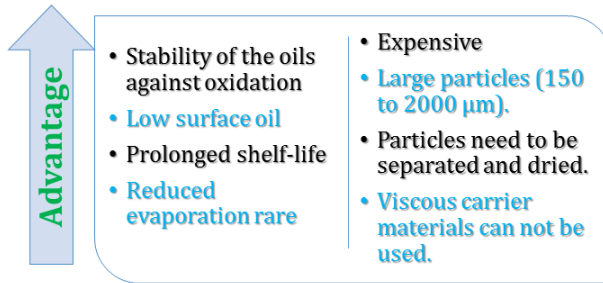 Advantage
• Stability of the oils
against oxidation
• Low surface oil
• Prolonged shelf-life
• Reduced
evaporation rare
• Expensive
• Large particles (150
to 2000 µm).
• Particles need to be
separated and dried.
• Viscous carrier
materials can not be
used.